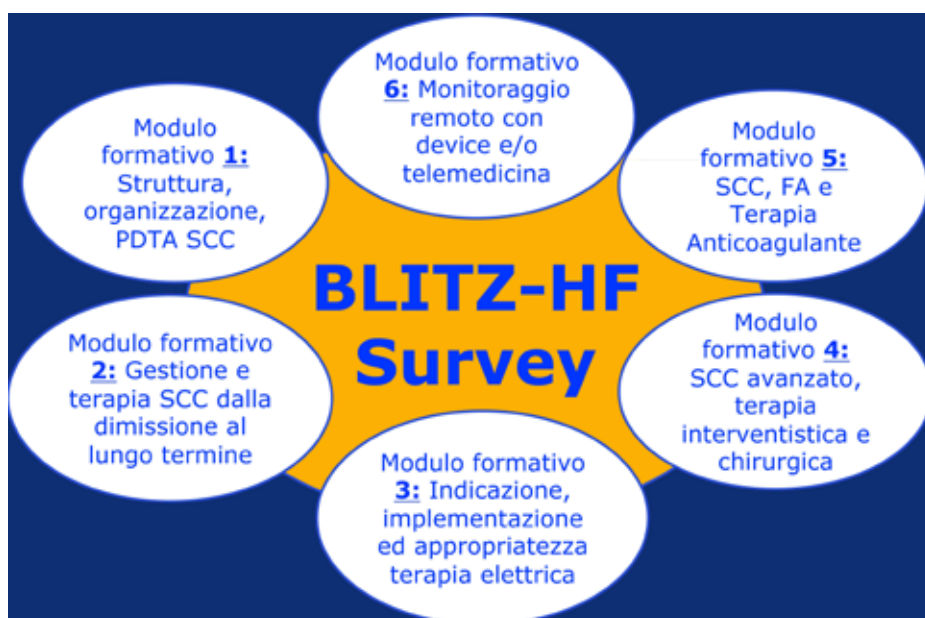 Modulo formativo
6: Monitoraggio
remoto con
device e/o
telemedicina
Modulo
formativo 1:
Struttura,
organizzazione,
PDTA SCC
Modulo
formativo 5:
SCC, FA e
Terapia
Anticoagulante
BLITZ-HF
Survey
Modulo formativo
2: Gestione e
terapia SCC dalla
dimissione al
lungo termine
Modulo
formativo 4:
SCC avanzato,
terapia
interventistica e
chirurgica
Modulo formativo
3: Indicazione,
implementazione
ed appropriatezza
terapia elettrica